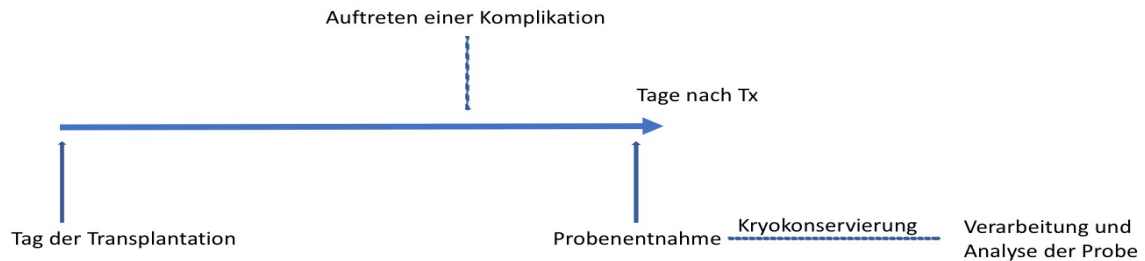 Auftreten einer Komplikation
Tage nach Tx
Tag der Transplantation
Probenentnahme
Kryokonservierung
Verarbeitung und
Analyse der Probe